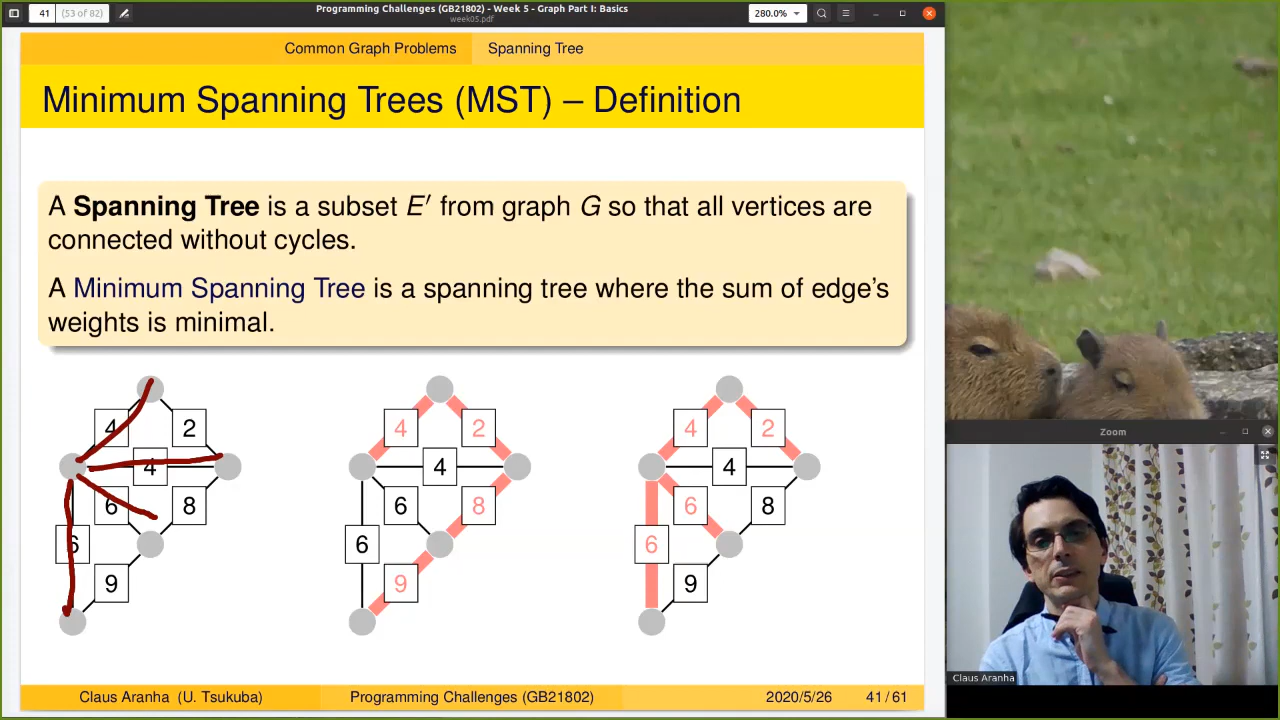 41 (53 of 82)
Programming Challenges (GB21802) - Week 5 - Graph Part I: Basics
week05.pdf
280.0%
Common Graph Problems Spanning Tree
Minimum Spanning Trees (MST) – Definition
A Spanning Tree is a subset E′ from graph G so that all vertices are
connected without cycles.
A Minimum Spanning Tree is a spanning tree where the sum of edge's
weights is minimal.
4 2
4
6 8
6
9
4 2
4
6 8
6
9
4 2
4
6 8
6
9
Claus Aranha (U. Tsukuba) Programming Challenges (GB21802) 2020/5/26 41 / 61
Zoom
Claus Aranha